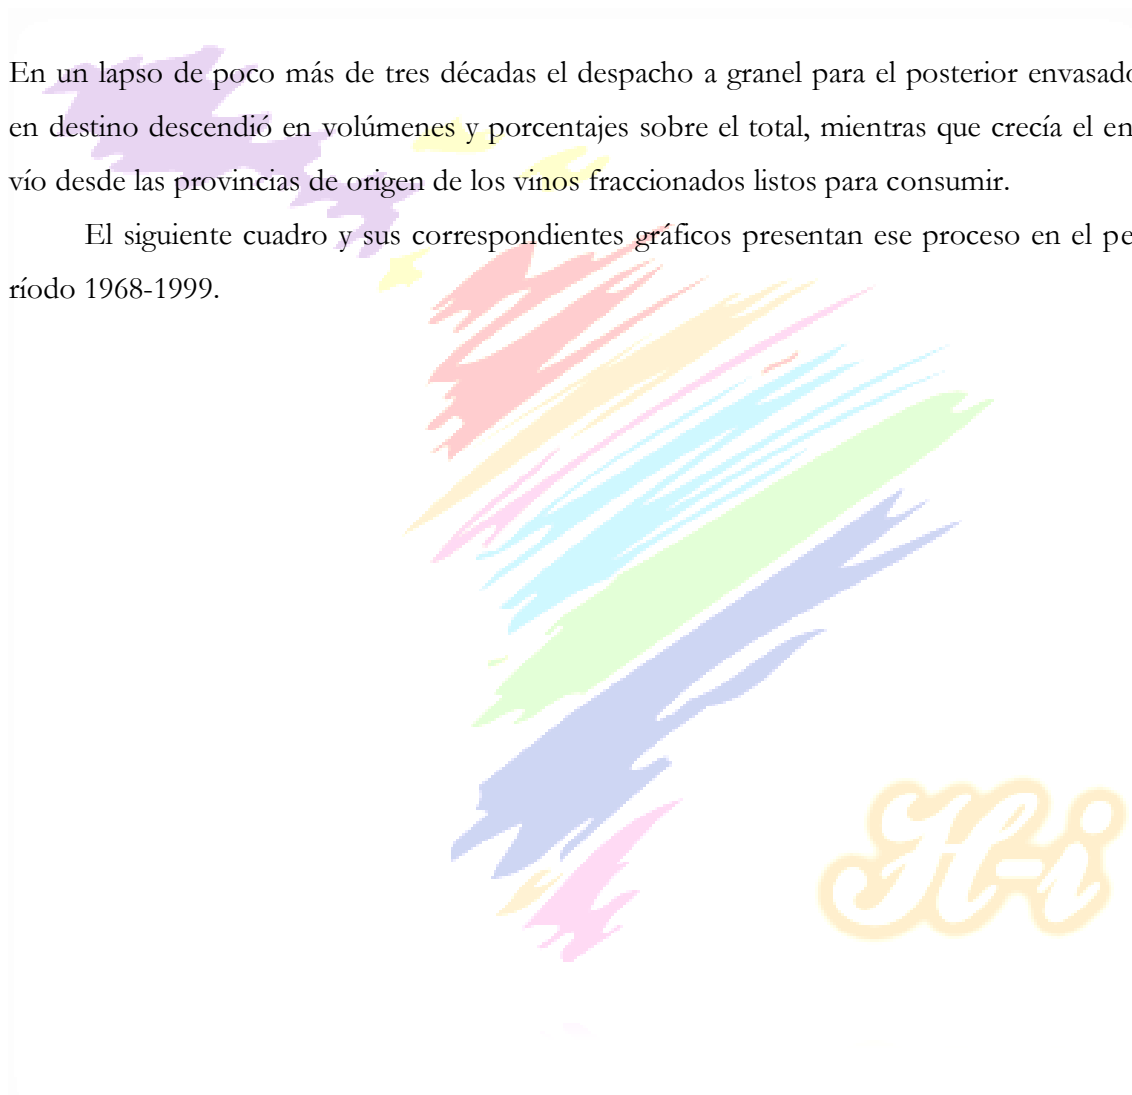 En un lapso de poco más de tres décadas el despacho a granel para el posterior envasado
en destino descendió en volúmenes y porcentajes sobre el total, mientras que crecía el en
vío desde las provincias de origen de los vinos fraccionados listos para consumir.
El siguiente cuadro y sus correspondientes gráficos presentan ese proceso en el pe
ríodo 1968-1999.
H-i